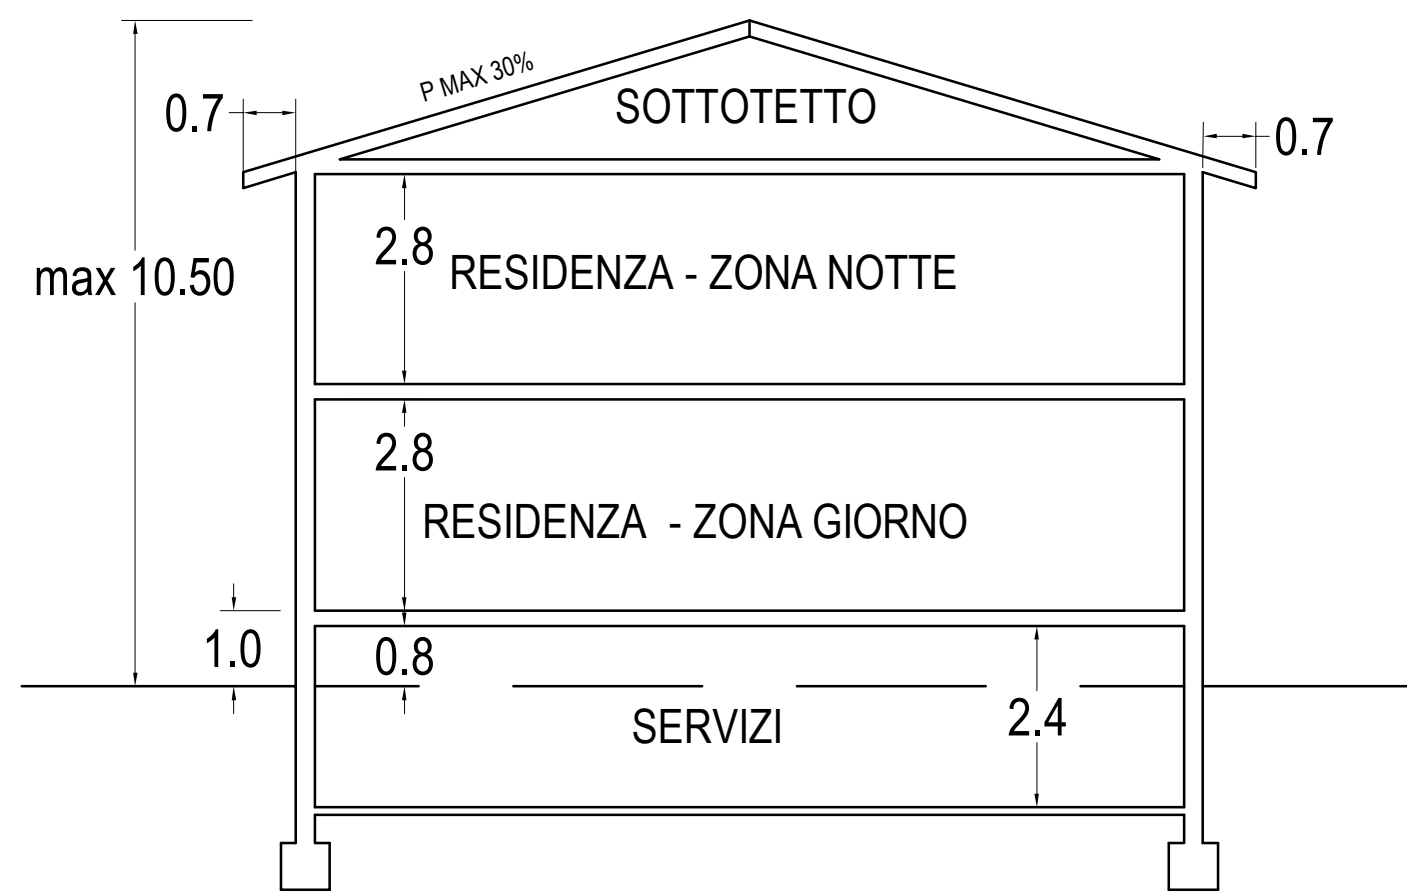 P MAX 30%
SOTTOTETTO
0.7
0.7
2.8
RESIDENZA - ZONA NOTTE
max 10.50
2.8
RESIDENZA - ZONA GIORNO
1.0
0.8
SERVIZI
2.4